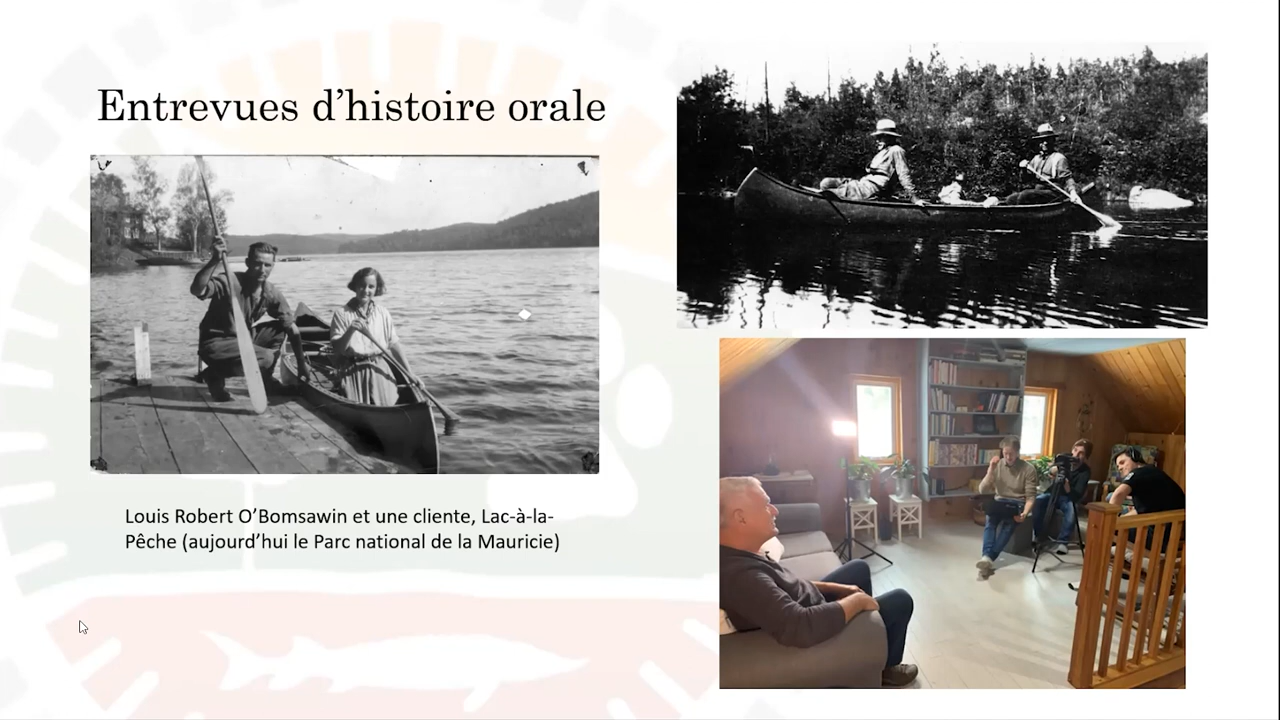 Entrevues d’histoire orale
Louis Robert O’Bomsawin et une cliente, Lac-à-la-
Pêche (aujourd’hui le Parc national de la Mauricie)